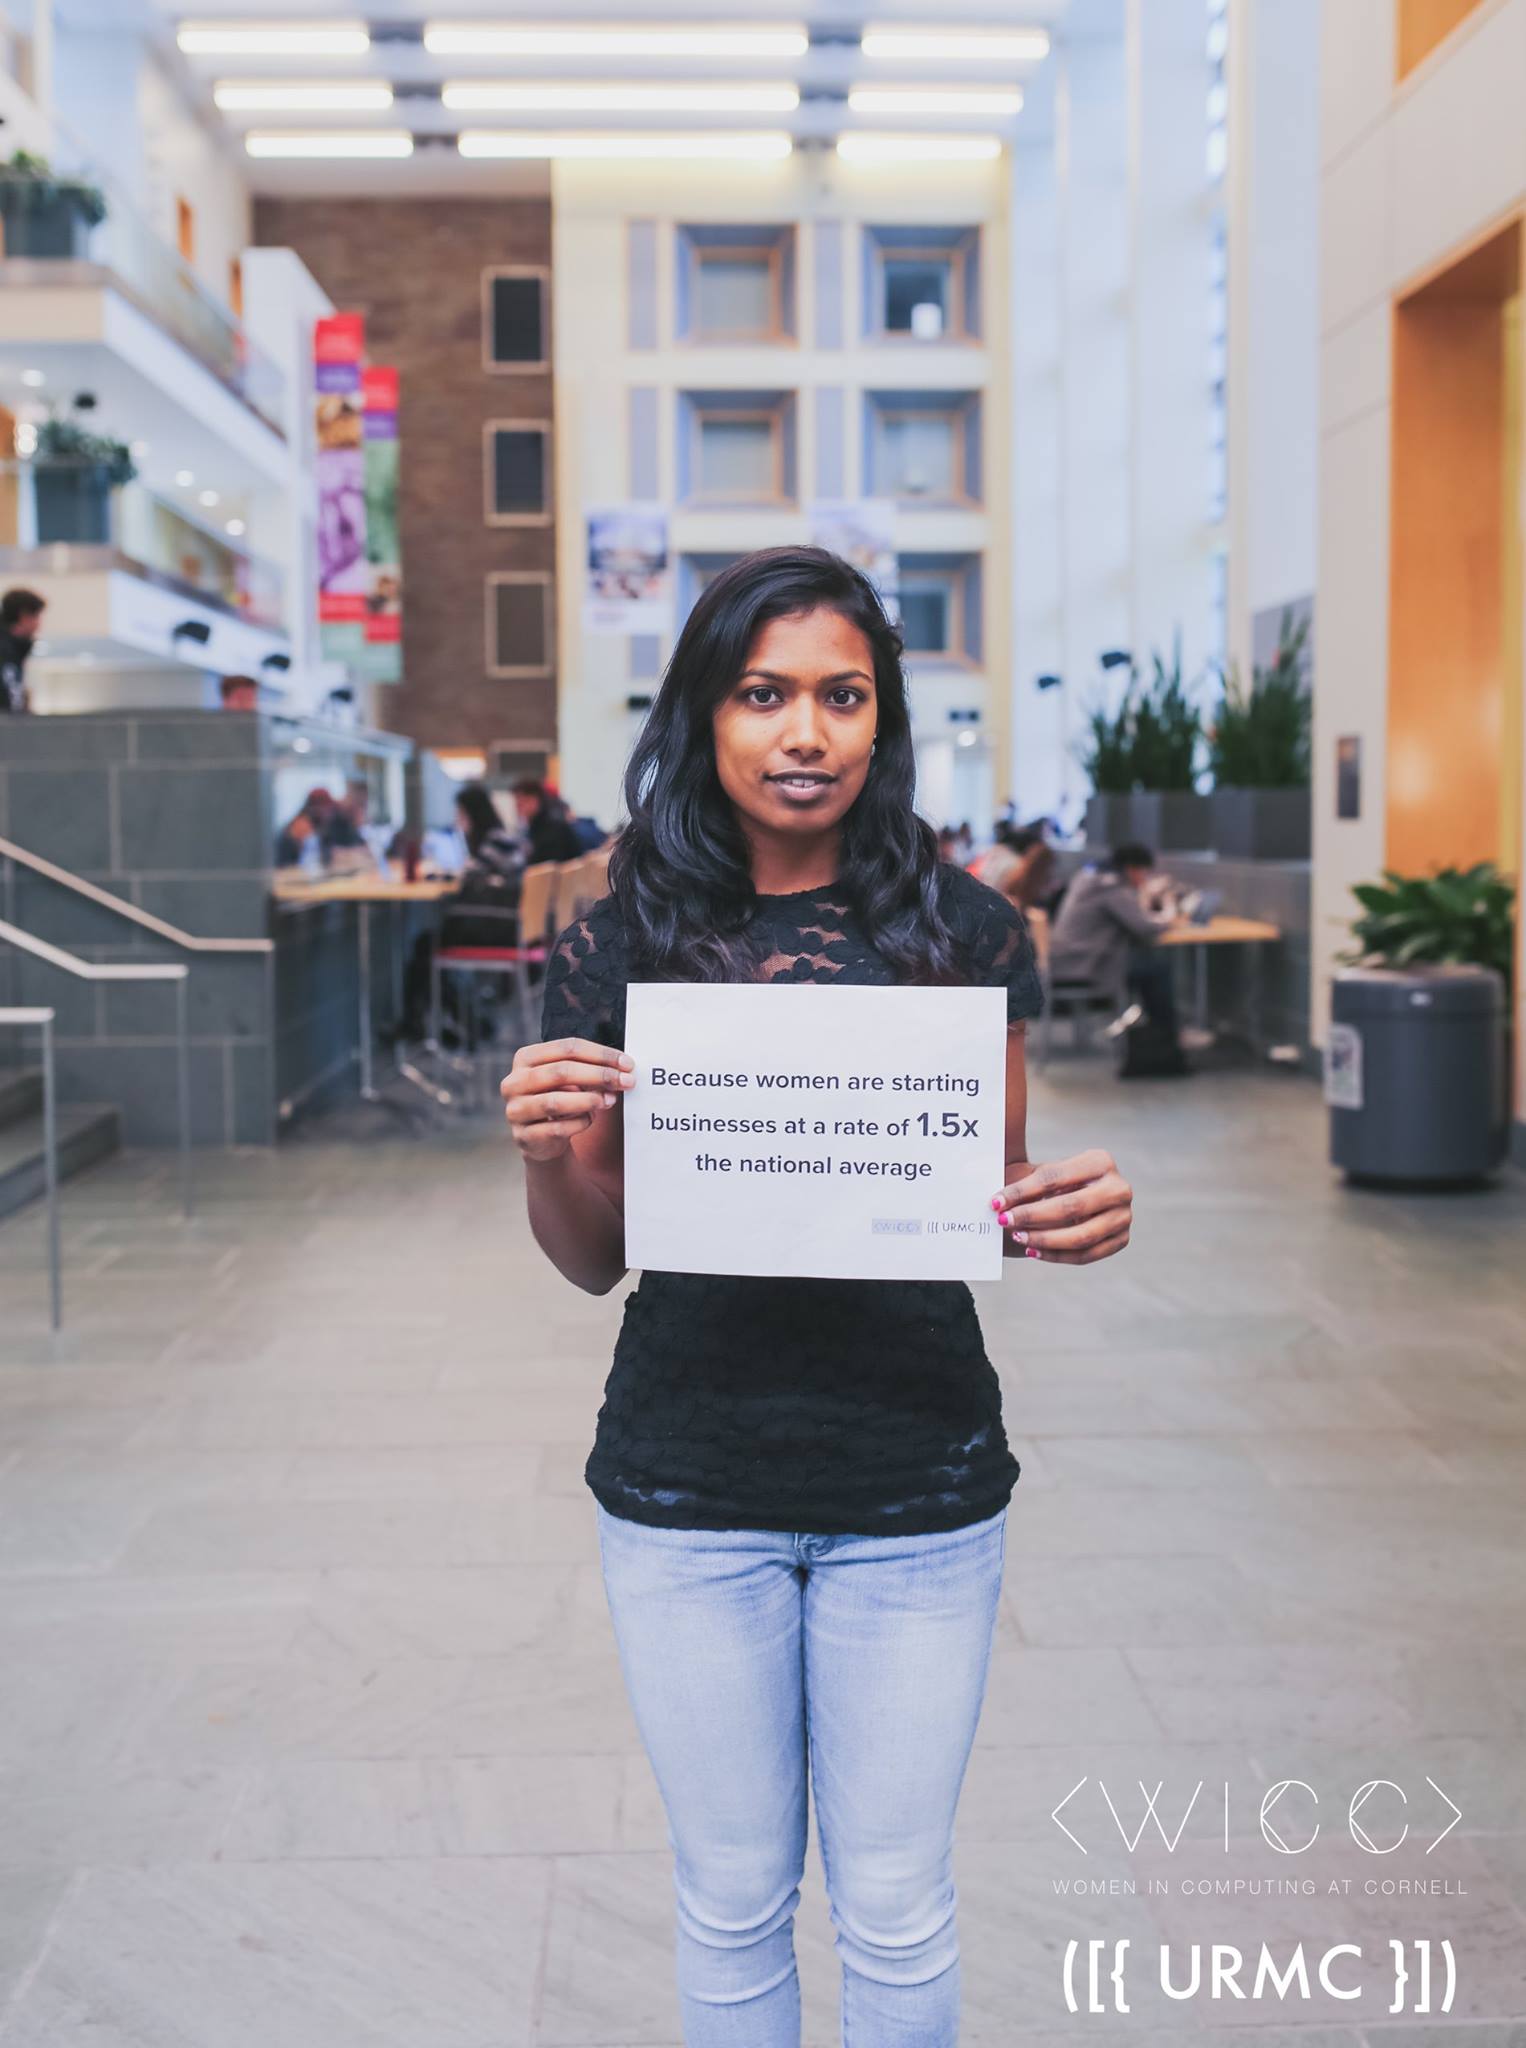 Because women are starting
businesses at a rate of 1.5x
the national average
<WICC> ([{ URMC }])
<WICC>
WOMEN IN COMPUTING AT CORNELL
([{ URMC }])